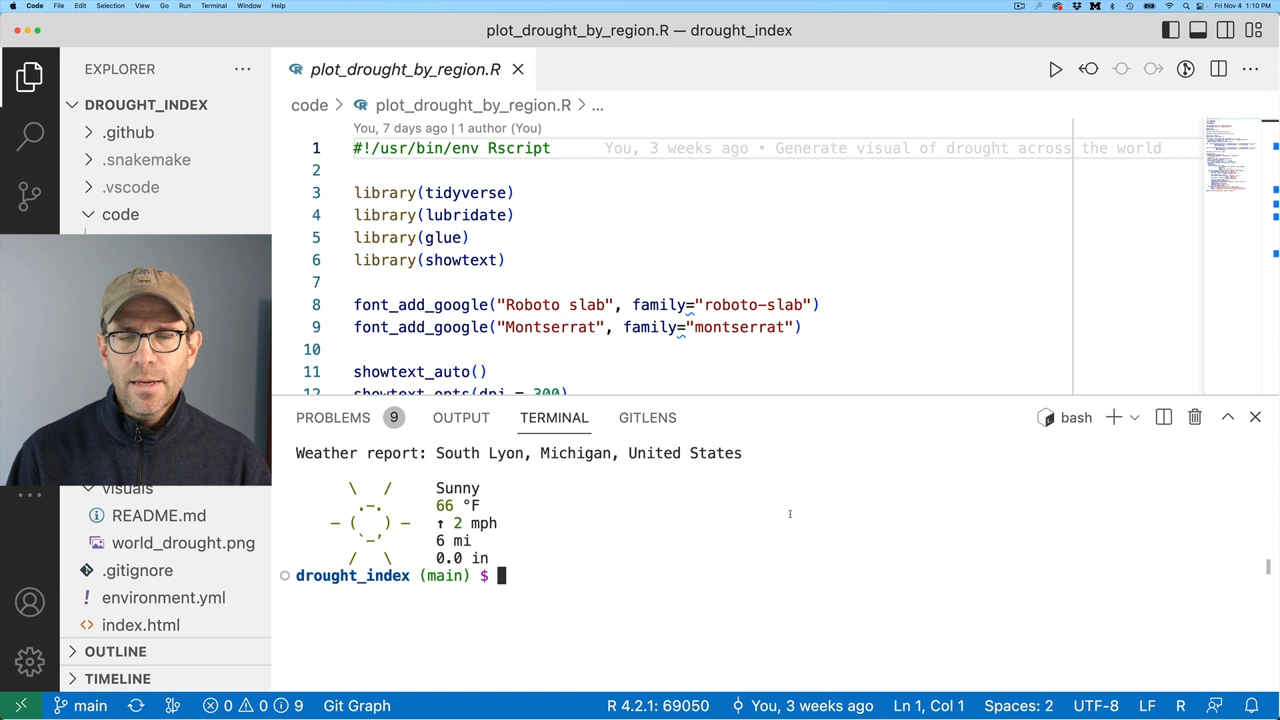 Code File Edit Selection View Go Run Terminal Window Help Fri Nov 4 1:10 PM
plot_drought_by_region.R — drought_index
EXPLORER
plot_drought_by_region.R
DROUGHT_INDEX
code > plot_drought_by_region.R > ...
.github
.snakemake
.vscode
code
You, 7 days ago | 1 author (You)
1 #!/usr/bin/env Rscript You, 3 weeks ago
erate visual of
ght across the world
2
3 library(tidyverse)
4 library(lubridate)
5 library(glue)
6 library(showtext)
7
8 font_add_google("Roboto slab", family="roboto-slab")
9 font_add_google("Montserrat", family="montserrat")
10
11 showtext_auto()
12 showtext_opts(dpi = 300)
PROBLEMS 9 OUTPUT TERMINAL GITLENS bash
Weather report: South Lyon, Michigan, United States
Sunny
66 °F
↑ 2 mph
6 mi
0.0 in
drought_index (main) $
visuals
README.md
world_drought.png
.gitignore
environment.yml
index.html
OUTLINE
TIMELINE
main 0 0 9 Git Graph R 4.2.1: 69050 You, 3 weeks ago Ln 1, Col 1 Spaces: 2 UTF-8 LF R